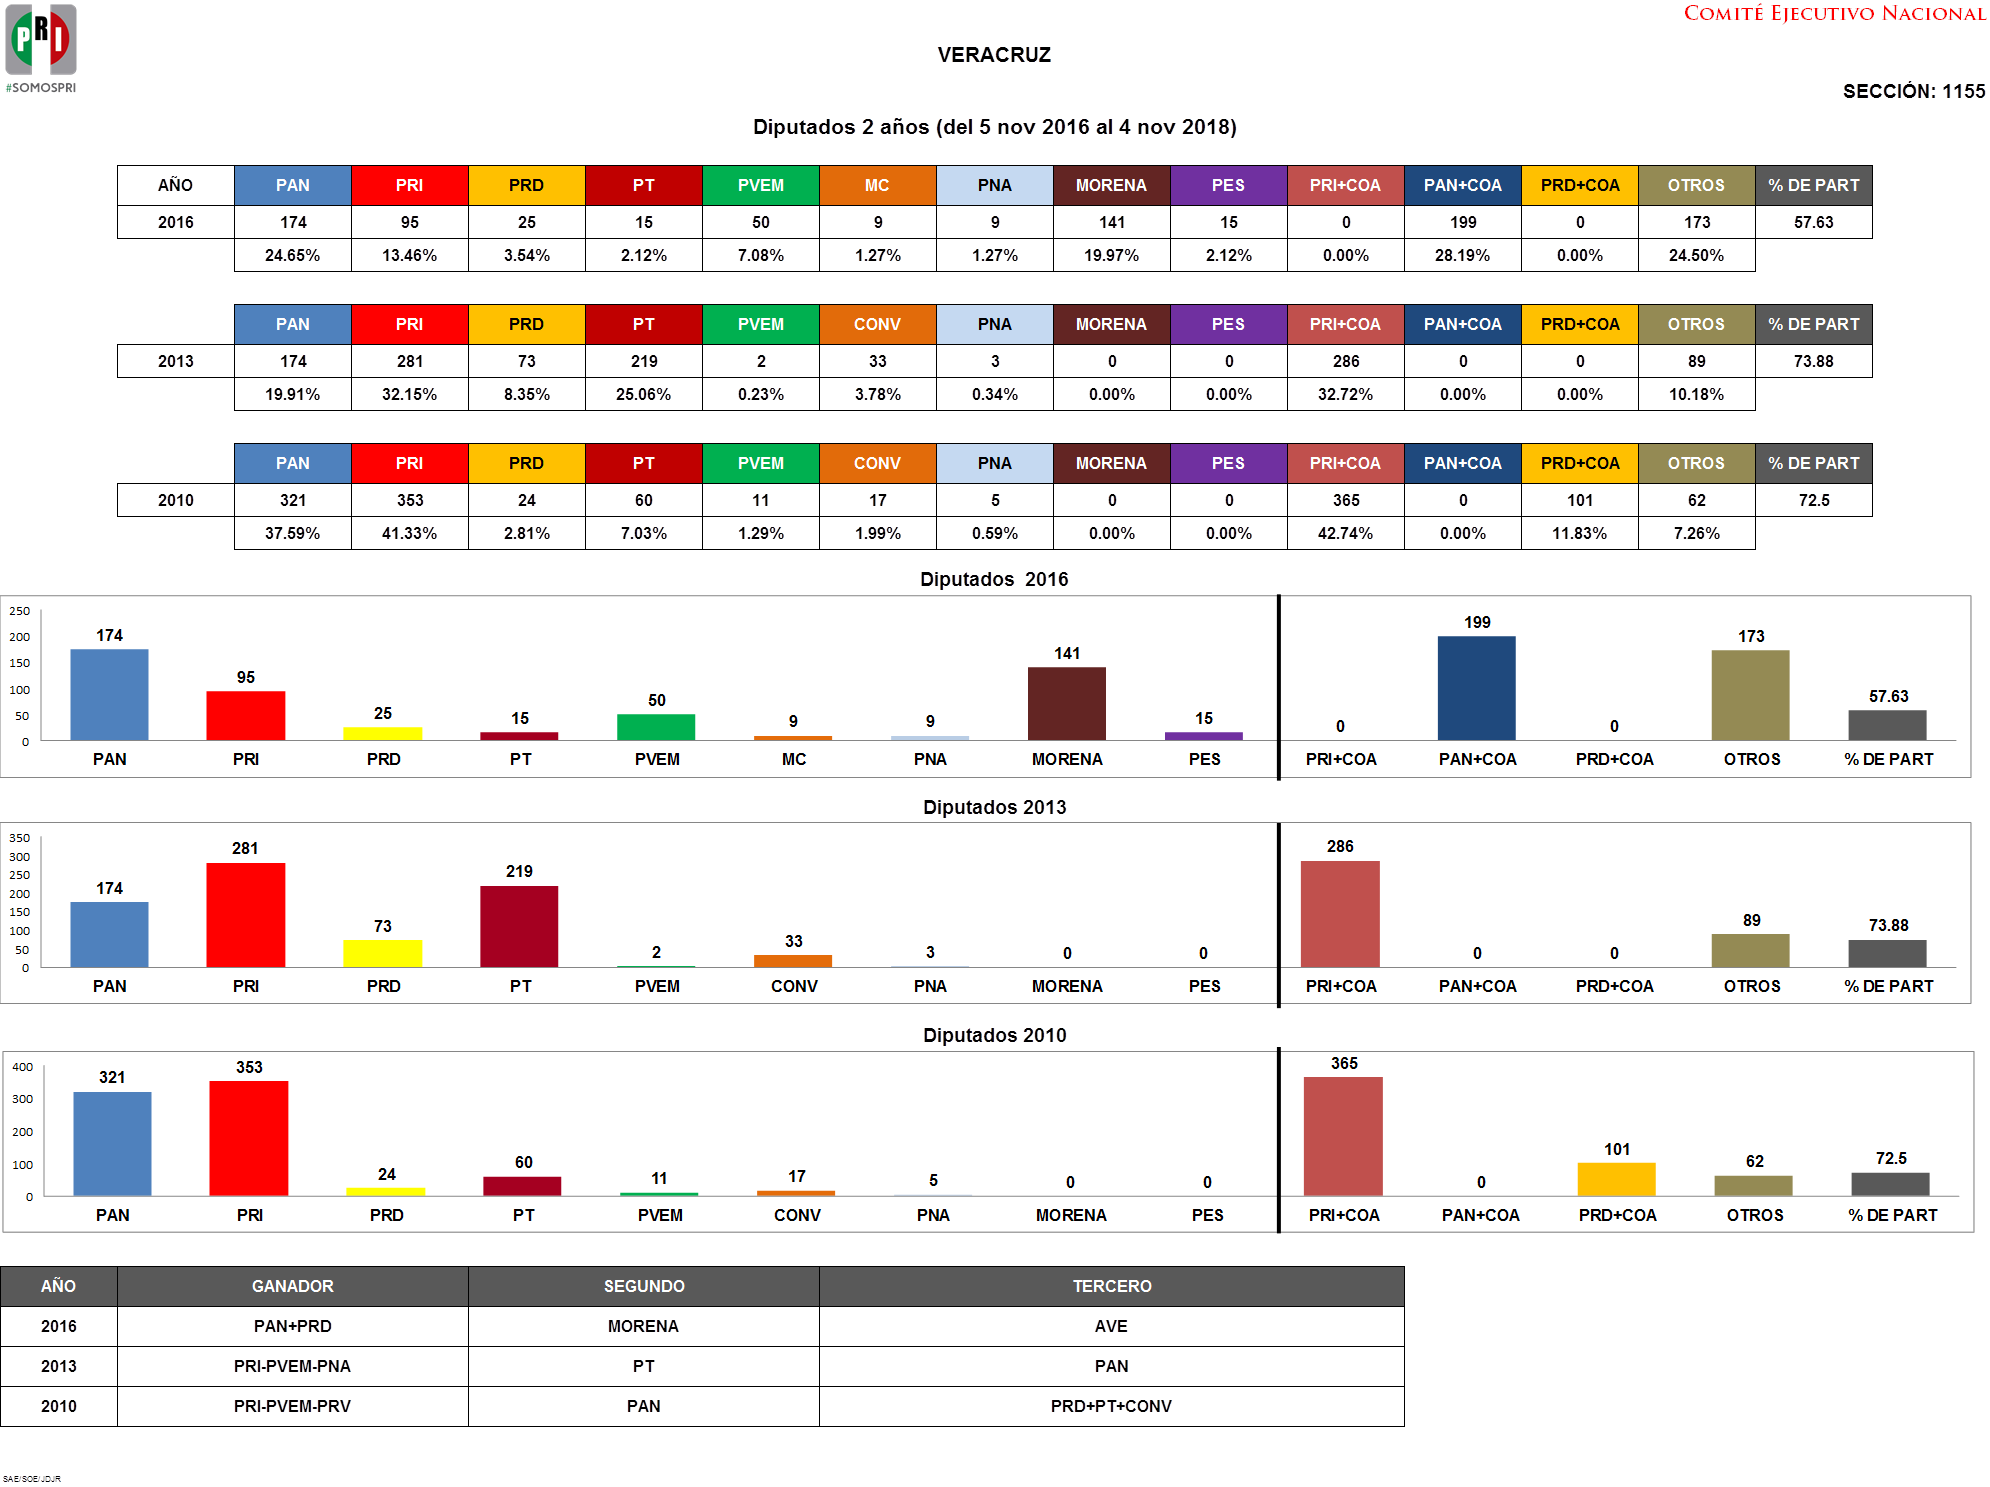 PRI
#SOMOSPRI
COMITÉ EJECUTIVO NACIONAL
VERACRUZ
SECCIÓN: 1155
Diputados 2 años (del 5 nov 2016 al 4 nov 2018)
AÑO PAN PRI PRD PT PVEM MC PNA MORENA PES PRI+COA PAN+COA PRD+COA OTROS % DE PART
2016 174 95 25 15 50 9 9 141 15 0 199 0 173 57.63
24.65% 13.46% 3.54% 2.12% 7.08% 1.27% 1.27% 19.97% 2.12% 0.00% 28.19% 0.00% 24.50%
PAN PRI PRD PT PVEM CONV PNA MORENA PES PRI+COA PAN+COA PRD+COA OTROS % DE PART
2013 174 281 73 219 2 33 3 0 0 286 0 0 89 73.88
19.91% 32.15% 8.35% 25.06% 0.23% 3.78% 0.34% 0.00% 0.00% 32.72% 0.00% 0.00% 10.18%
PAN PRI PRD PT PVEM CONV PNA MORENA PES PRI+COA PAN+COA PRD+COA OTROS % DE PART
2010 321 353 24 60 11 17 5 0 0 365 0 101 62 72.5
37.59% 41.33% 2.81% 7.03% 1.29% 1.99% 0.59% 0.00% 0.00% 42.74% 0.00% 11.83% 7.26%
Diputados 2016
250
200
150
100
50
0
174 95 25 15 50 9 9 141 15 0 199 0 173 57.63
PAN PRI PRD PT PVEM MC PNA MORENA PES PRI+COA PAN+COA PRD+COA OTROS % DE PART
Diputados 2013
350
300
250
200
150
100
50
0
174 281 73 219 2 33 3 0 0 286 0 0 89 73.88
PAN PRI PRD PT PVEM CONV PNA MORENA PES PRI+COA PAN+COA PRD+COA OTROS % DE PART
Diputados 2010
400
300
200
100
0
321 353 24 60 11 17 5 0 0 365 0 101 62 72.5
PAN PRI PRD PT PVEM CONV PNA MORENA PES PRI+COA PAN+COA PRD+COA OTROS % DE PART
AÑO GANADOR SEGUNDO TERCERO
2016 PAN+PRD MORENA AVE
2013 PRI-PVEM-PNA PT PAN
2010 PRI-PVEM-PRV PAN PRD+PT+CONV
SAE/SOE/JDJR